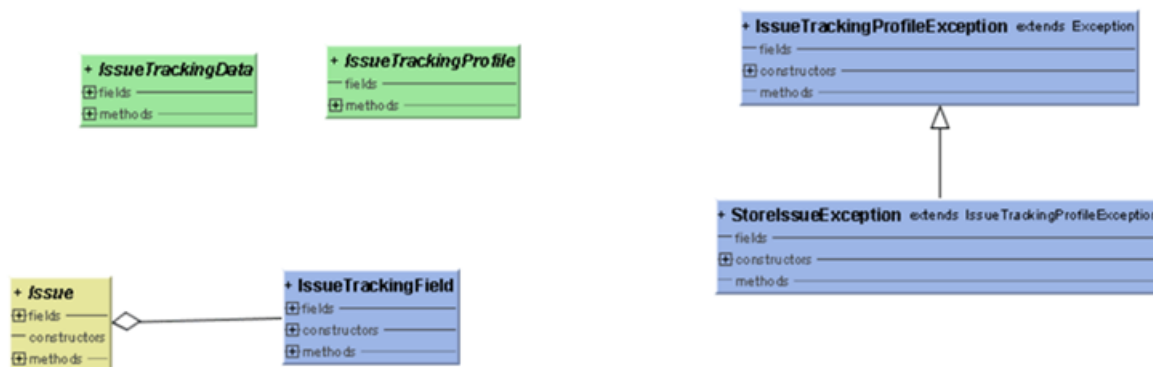 + IssueTrackingData
fields
methods
+ IssueTrackingProfile
fields
methods
+ IssueTrackingProfileException extends Exception
fields
constructors
methods
+ StoreIssueException extends IssueTrackingProfileException
fields
constructors
methods
+ Issue
fields
constructors
methods
+ IssueTrackingField
fields
constructors
methods